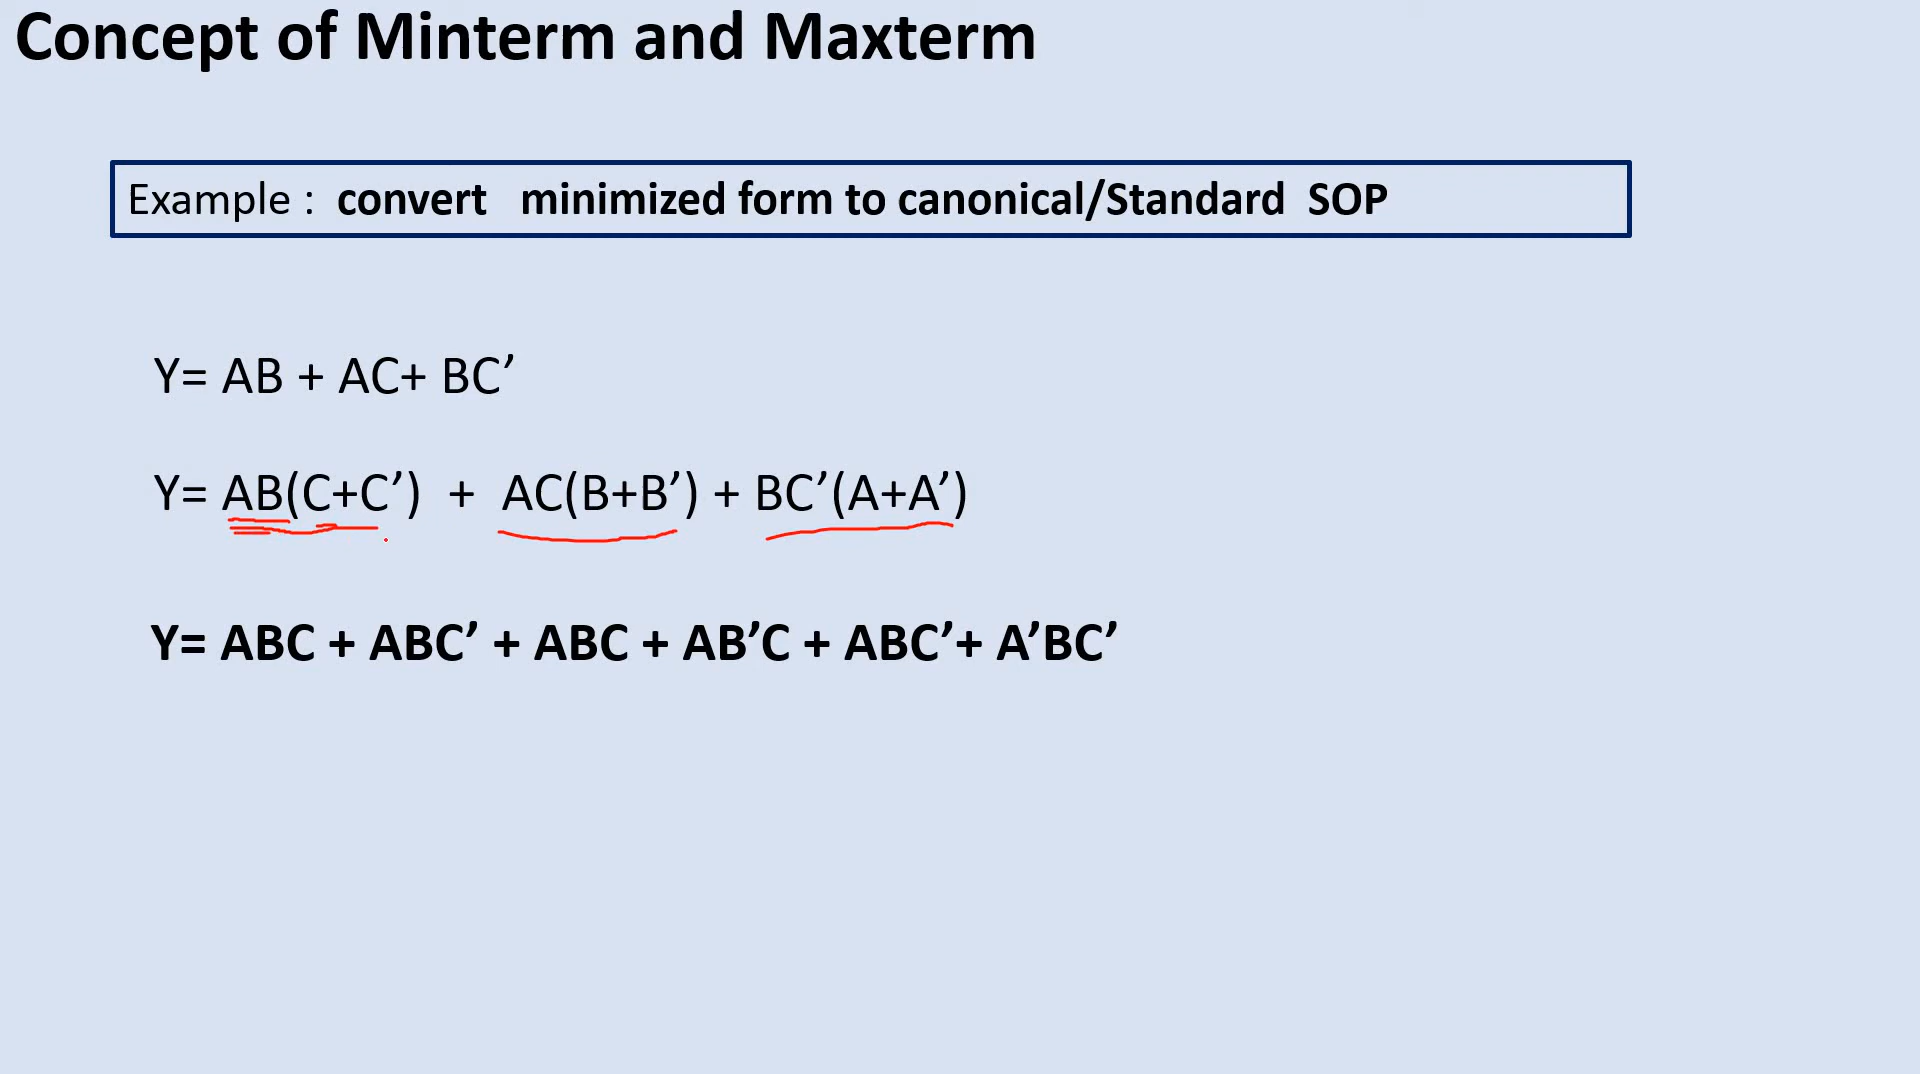 Concept of Minterm and Maxterm
Example : convert minimized form to canonical/Standard SOP
Y= AB + AC+ BC’
Y= AB(C+C’) + AC(B+B’) + BC’(A+A’)
Y= ABC + ABC’ + ABC + AB’C + ABC’+ A’BC’